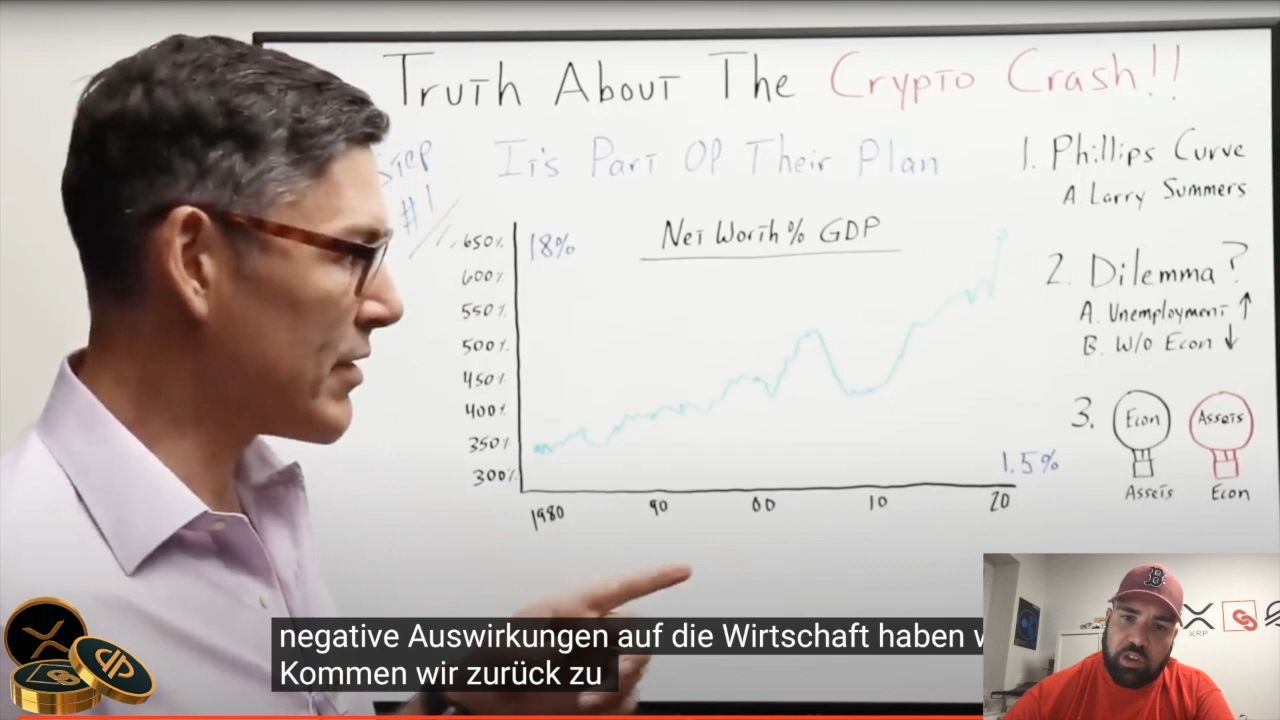 Truth About The Crypto Crash!!
Step
#1
It's Part Of Their Plan
1. Phillips Curve
A Larry Summers
Net Worth % GDP
650%
18%
600%
550%
500%
450%
400%
350%
300%
1980
90
00
10
20
1.5%
2. Dilemma?
A. Unemployment ↑
B. W/o Econ ↓
3.
Econ
Assets
Assets
Econ
negative Auswirkungen auf die Wirtschaft haben
Kommen wir zurück zu
B
XRP